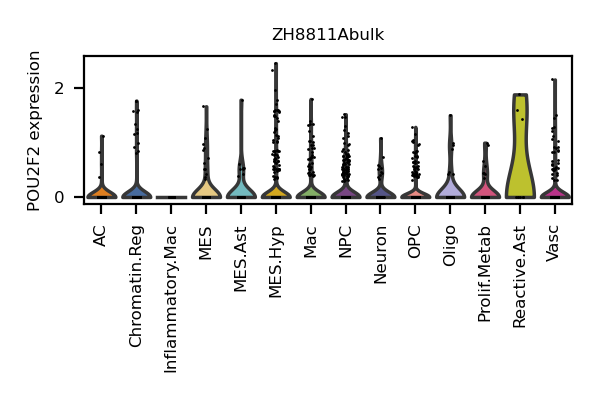 ZH8811Abulk
POU2F2 expression
2
0
AC
Chromatin.Reg
Inflammatory.Mac
MES
MES.Ast
MES.Hyp
Mac
NPC
Neuron
OPC
Oligo
Prolif.Metab
Reactive.Ast
Vasc